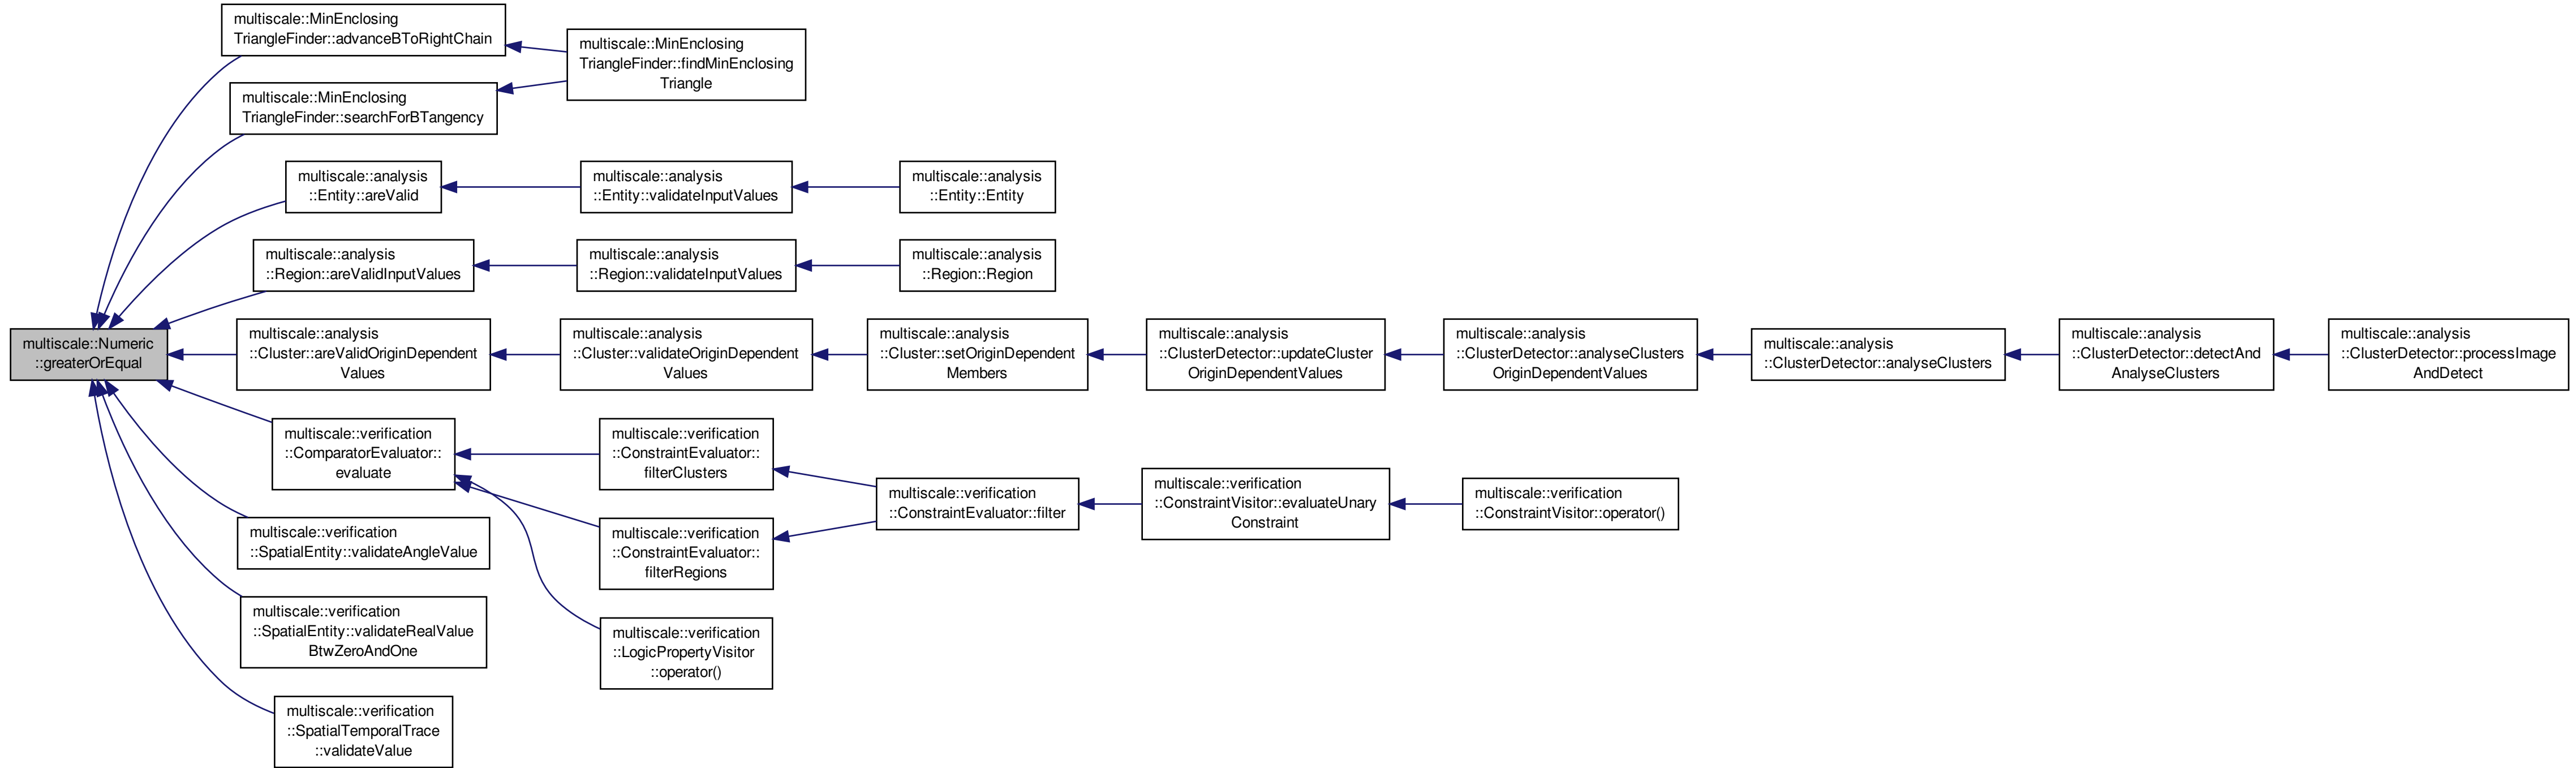 multiscale::MinEnclosing
TriangleFinder::advanceBToRightChain
multiscale::MinEnclosing
TriangleFinder::findMinEnclosing
Triangle
multiscale::MinEnclosing
TriangleFinder::searchForBTangency
multiscale::analysis
::Entity::areValid
multiscale::analysis
::Entity::validateInputValues
multiscale::analysis
::Entity::Entity
multiscale::analysis
::Region::areValidInputValues
multiscale::analysis
::Region::validateInputValues
multiscale::analysis
::Region::Region
multiscale::Numeric
::greaterOrEqual
multiscale::analysis
::Cluster::areValidOriginDependent
Values
multiscale::analysis
::Cluster::validateOriginDependent
Values
multiscale::analysis
::Cluster::setOriginDependent
Members
multiscale::analysis
::ClusterDetector::updateCluster
OriginDependentValues
multiscale::analysis
::ClusterDetector::analyseClusters
OriginDependentValues
multiscale::analysis
::ClusterDetector::analyseClusters
multiscale::analysis
::ClusterDetector::detectAnd
AnalyseClusters
multiscale::analysis
::ClusterDetector::processImage
AndDetect
multiscale::verification
::ComparatorEvaluator::
evaluate
multiscale::verification
::ConstraintEvaluator::
filterClusters
multiscale::verification
::ConstraintEvaluator::filter
multiscale::verification
::ConstraintVisitor::evaluateUnary
Constraint
multiscale::verification
::ConstraintVisitor::operator()
multiscale::verification
::SpatialEntity::validateAngleValue
multiscale::verification
::ConstraintEvaluator::
filterRegions
multiscale::verification
::SpatialEntity::validateRealValue
BtwZeroAndOne
multiscale::verification
::LogicPropertyVisitor
::operator()
multiscale::verification
::SpatialTemporalTrace
::validateValue